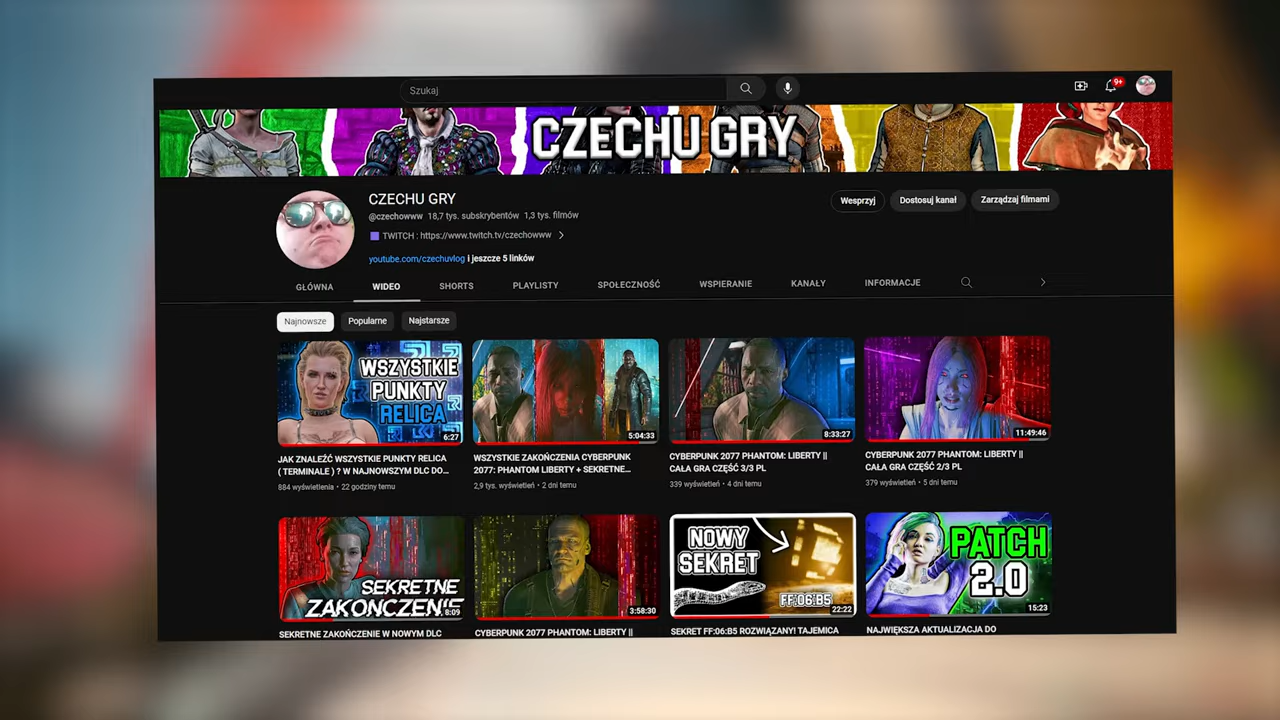 Szukaj
9+
CZECHU GRY
CZECHU GRY
@czechowww 18,7 tys. subskrybentów 1,3 tys. filmów
Wesprzyj
Dostosuj kanał
Zarządzaj filmami
TWITCH : https://www.twitch.tv/czechowww
youtube.com/czechuvlog i jeszcze 5 linków
GŁÓWNA
WIDEO
SHORTS
PLAYLISTY
SPOŁECZNOŚĆ
WSPIERANIE
KANAŁY
INFORMACJE
Najnowsze
Popularne
Najstarsze
WSZYSTKIE
PUNKTY
RELICA
6:27
5:04:33
8:33:27
11:49:46
JAK ZNALEŹĆ WSZYSTKIE PUNKTY RELICA
( TERMINALE ) ? W NAJNOWSZYM DLC DO...
884 wyświetlenia • 22 godziny temu
WSZYSTKIE ZAKOŃCZENIA CYBERPUNK
2077: PHANTOM LIBERTY + SEKRETNE...
2,9 tys. wyświetleń • 2 dni temu
CYBERPUNK 2077 PHANTOM: LIBERTY ||
CAŁA GRA CZĘŚĆ 3/3 PL
339 wyświetleń • 4 dni temu
CYBERPUNK 2077 PHANTOM: LIBERTY ||
CAŁA GRA CZĘŚĆ 2/3 PL
379 wyświetleń • 5 dni temu
SEKRETNE
ZAKOŃCZENIE
8:09
3:58:30
NOWY
SEKRET
FF:06:B5
22:22
PATCH
2.0
15:23
SEKRETNE ZAKOŃCZENIE W NOWYM DLC
CYBERPUNK 2077 PHANTOM: LIBERTY ||
SEKRET FF:06:B5 ROZWIĄZANY! TAJEMICA
NAJWIĘKSZA AKTUALIZACJA DO